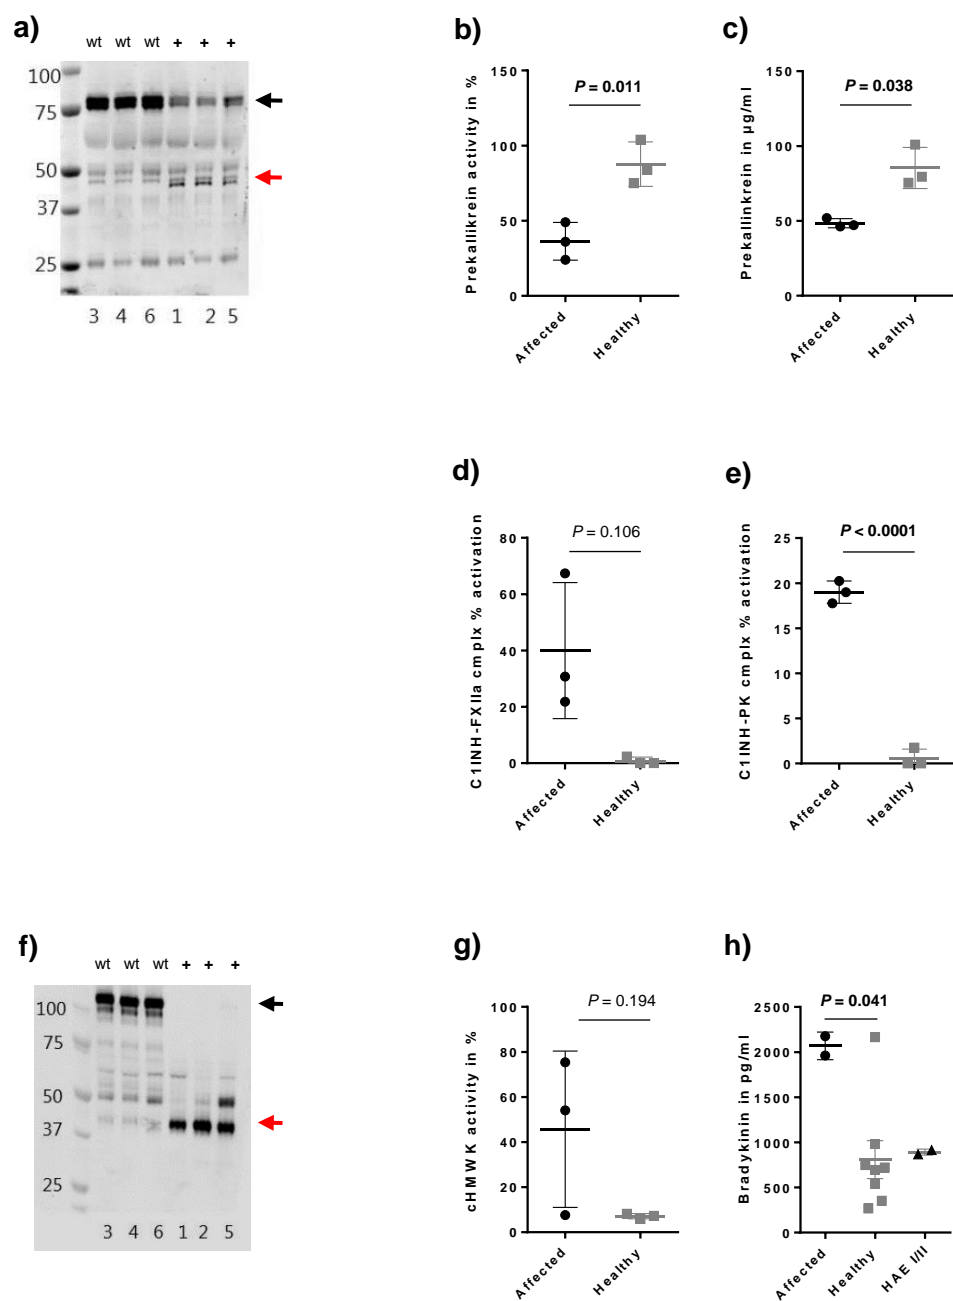 a)
wt wt wt + + +
100
75
50
37
25
3 4 6 1 2 5
b)
Prekallikrein activity in %
150
100
50
0
P = 0.011
Affected
Healthy
c)
Prekallinkrein in µg/ml
150
100
50
0
P = 0.038
Affected
Healthy
d)
C1INH-FXIIa cmplx % activation
80
60
40
20
0
P = 0.106
Affected
Healthy
e)
C1INH-PK cmplx % activation
25
20
15
10
5
0
P < 0.0001
Affected
Healthy
f)
wt wt wt + + +
100
75
50
37
25
3 4 6 1 2 5
g)
cHMWK activity in %
100
80
60
40
20
0
P = 0.194
Affected
Healthy
h)
Bradykinin in pg/ml
2500
2000
1500
1000
500
0
P = 0.041
Affected
Healthy
HAE I/II